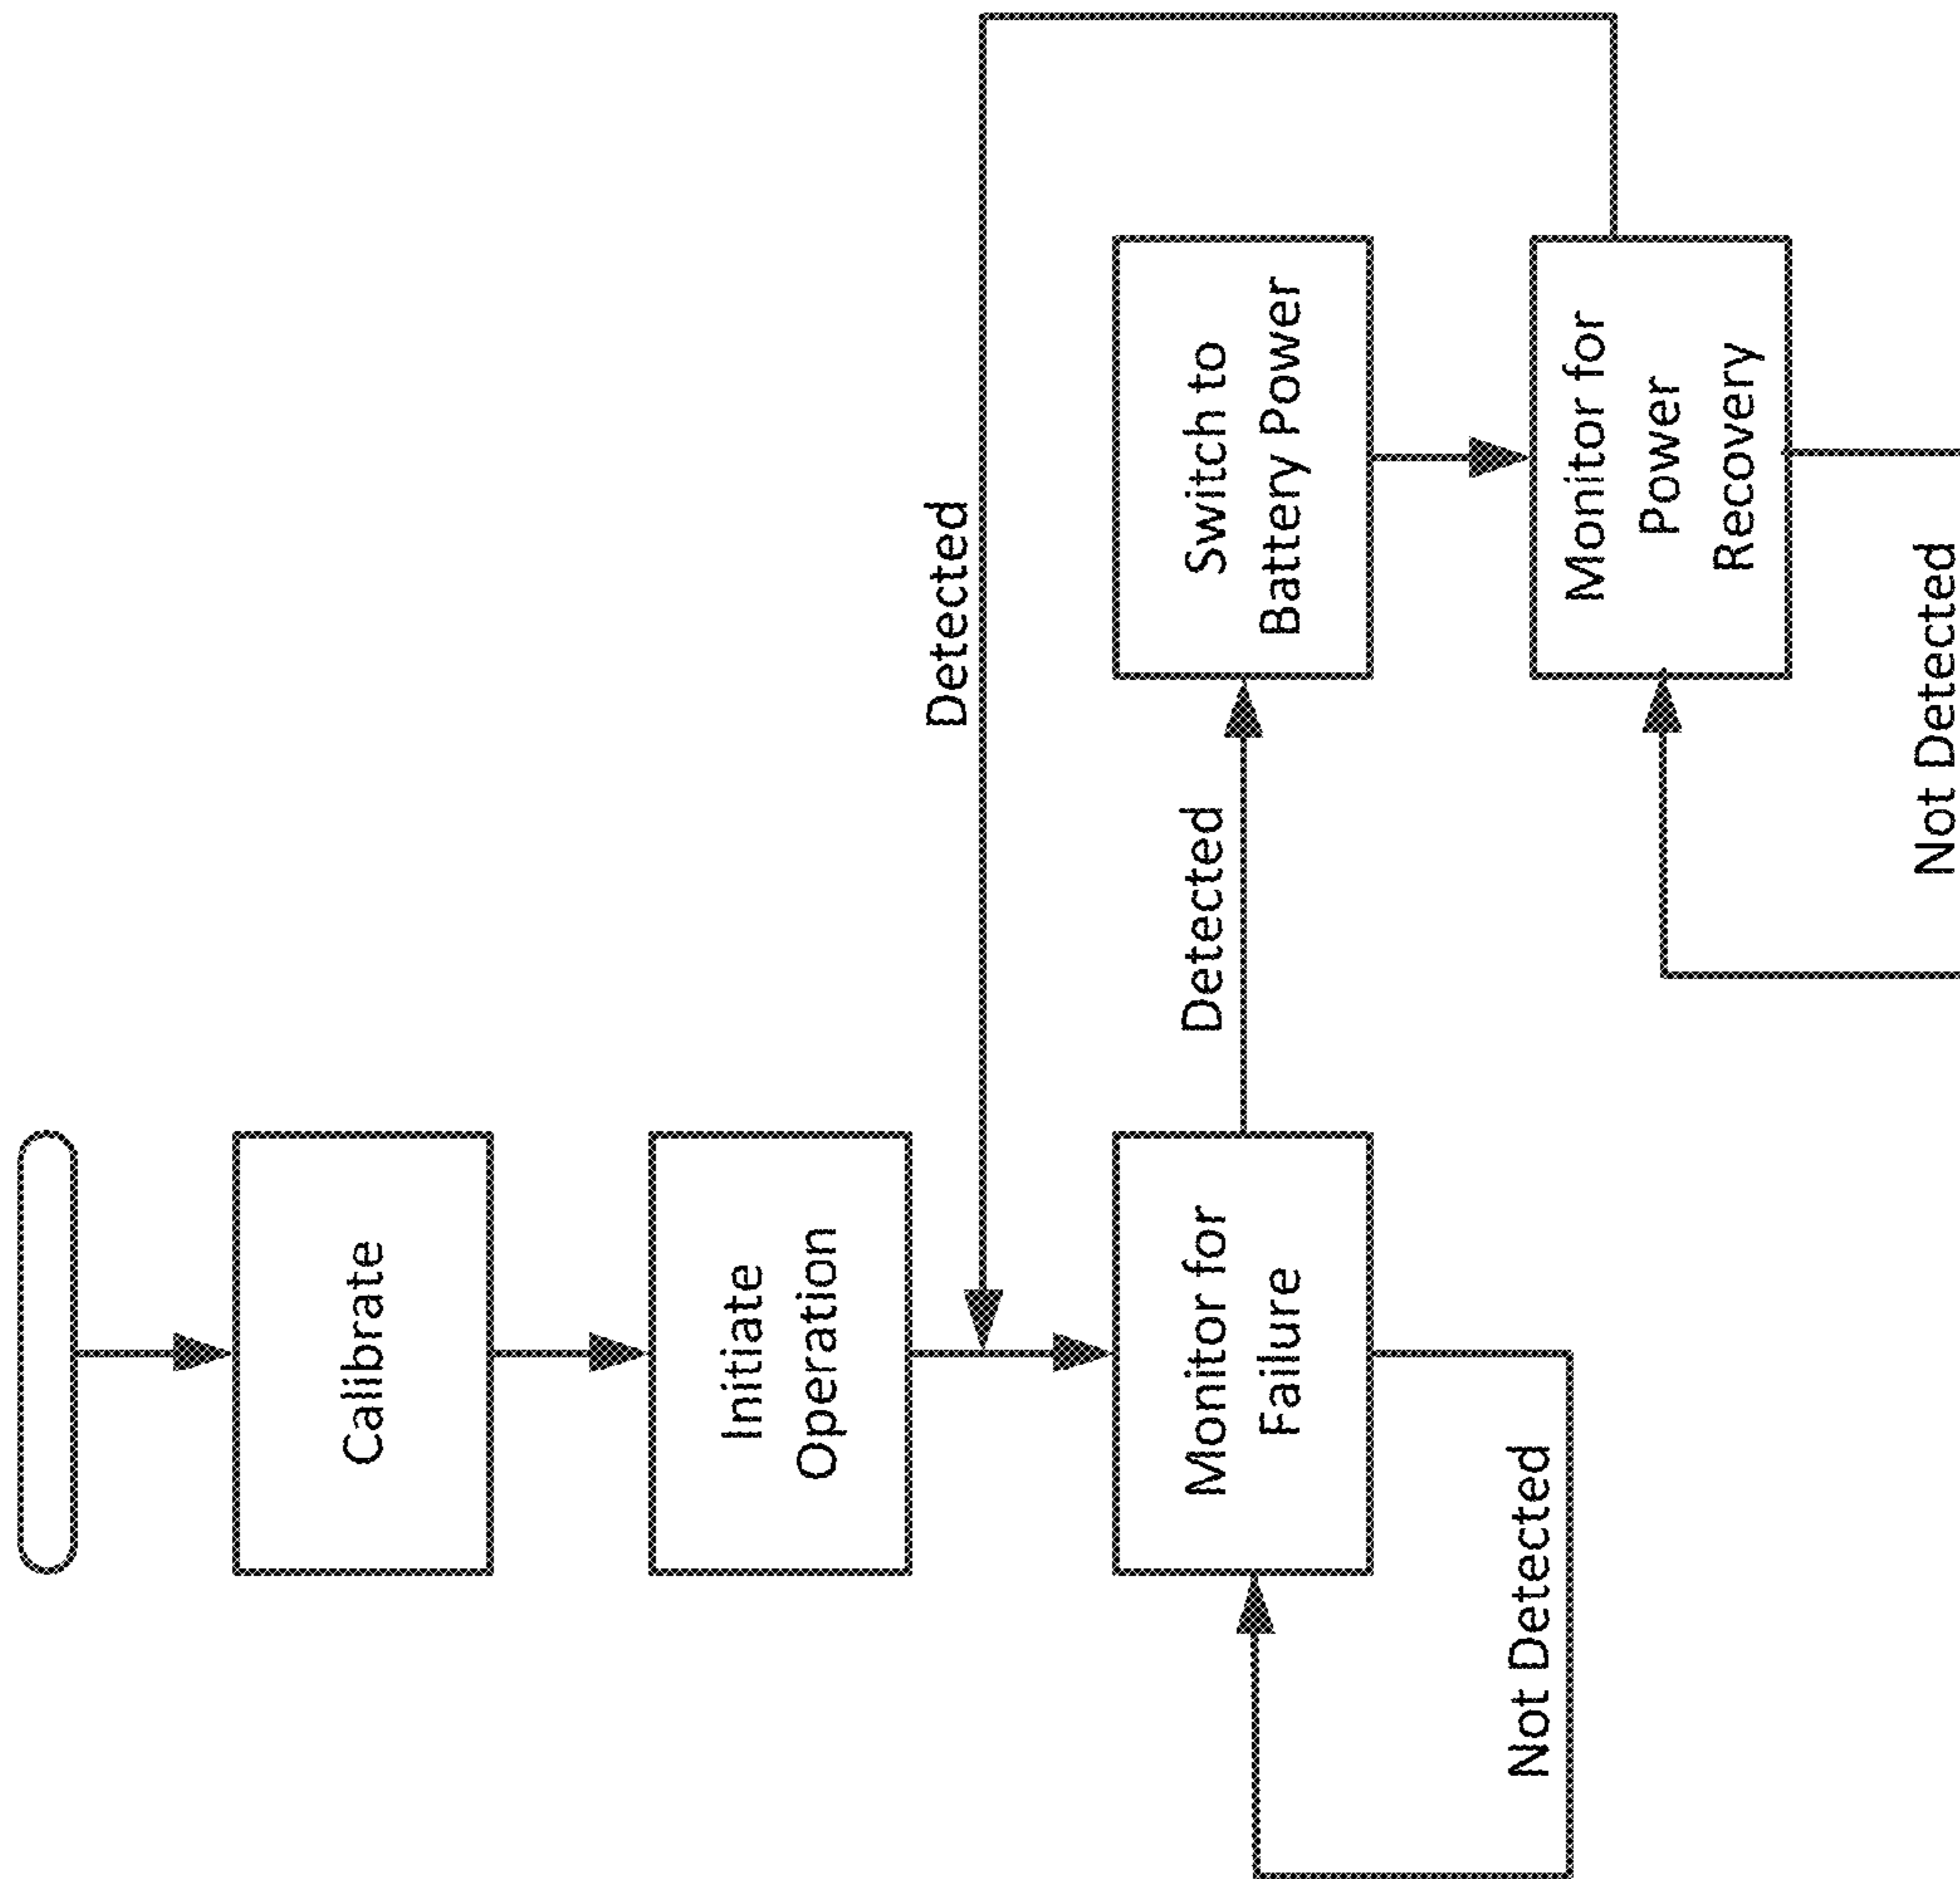 Calibrate
Initiate
Operation
Detected
Monitor for
Failure
Detected
Switch to
Battery Power
Not Detected
Monitor for
Power
Recovery
Not Detected